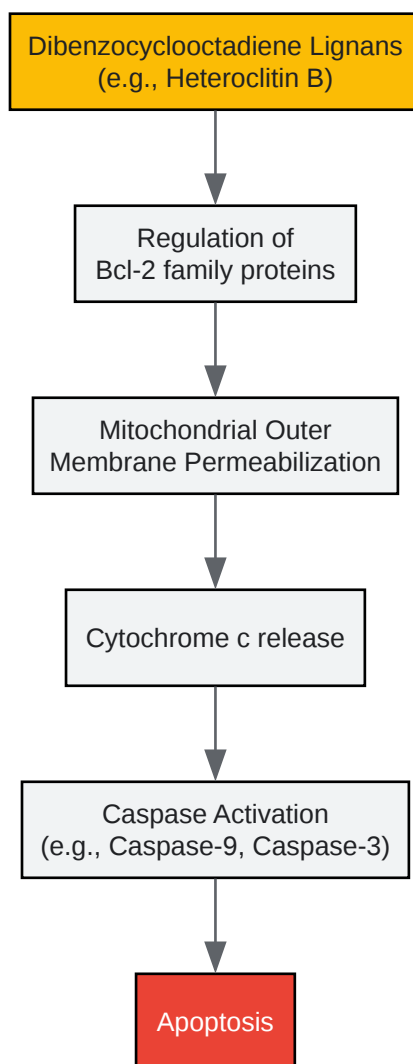 Dibenzocyclooctadiene Lignans
(e.g., Heteroclitin B)
Regulation of
Bcl-2 family proteins
Mitochondrial Outer
Membrane Permeabilization
Cytochrome c release
Caspase Activation
(e.g., Caspase-9, Caspase-3)
Apoptosis